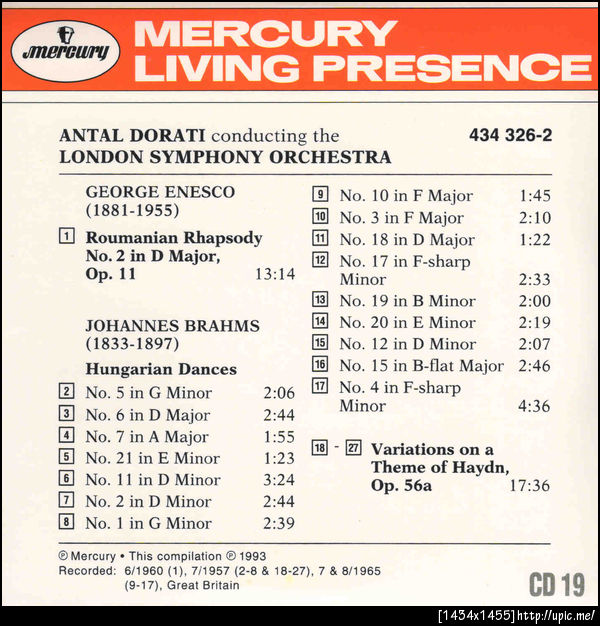 mercury
MERCURY
LIVING PRESENCE
ANTAL DORATI conducting the
LONDON SYMPHONY ORCHESTRA
434 326-2
GEORGE ENESCO
(1881-1955)
1 Roumanian Rhapsody
No. 2 in D Major,
Op. 11 13:14
JOHANNES BRAHMS
(1833-1897)
Hungarian Dances
2 No. 5 in G Minor 2:06
3 No. 6 in D Major 2:44
4 No. 7 in A Major 1:55
5 No. 21 in E Minor 1:23
6 No. 11 in D Minor 3:24
7 No. 2 in D Minor 2:44
8 No. 1 in G Minor 2:39
9 No. 10 in F Major 1:45
10 No. 3 in F Major 2:10
11 No. 18 in D Major 1:22
12 No. 17 in F-sharp
Minor 2:33
13 No. 19 in B Minor 2:00
14 No. 20 in E Minor 2:19
15 No. 12 in D Minor 2:07
16 No. 15 in B-flat Major 2:46
17 No. 4 in F-sharp
Minor 4:36
18 - 27 Variations on a
Theme of Haydn,
Op. 56a 17:36
℗ Mercury • This compilation ℗ 1993
Recorded: 6/1960 (1), 7/1957 (2-8 & 18-27), 7 & 8/1965
(9-17), Great Britain
CD 19
[1434x1455]http://upic.me/